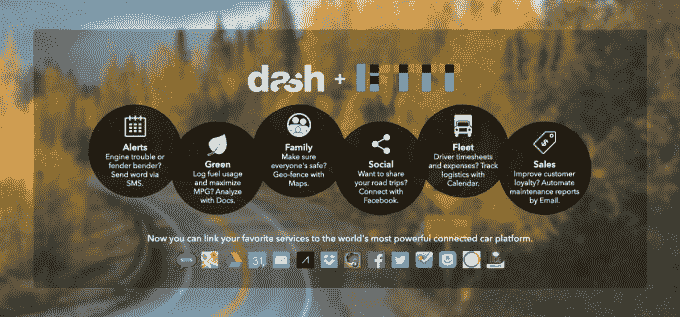 dash +
Alerts
Engine trouble or
fender bender?
Send word via
SMS.
Green
Log fuel usage
and maximize
MPG? Analyze
with Docs.
Family
Make sure
everyone's safe?
Geo-fence with
Maps.
Social
Want to share
your road trips?
Connect with
Facebook.
Fleet
Driver timesheets
and expenses? Track
logistics with
Calendar.
Sales
Improve customer
loyalty? Automate
maintenance reports
by Email.
Now you can link your favorite services to the world's most powerful connected car platform.
31